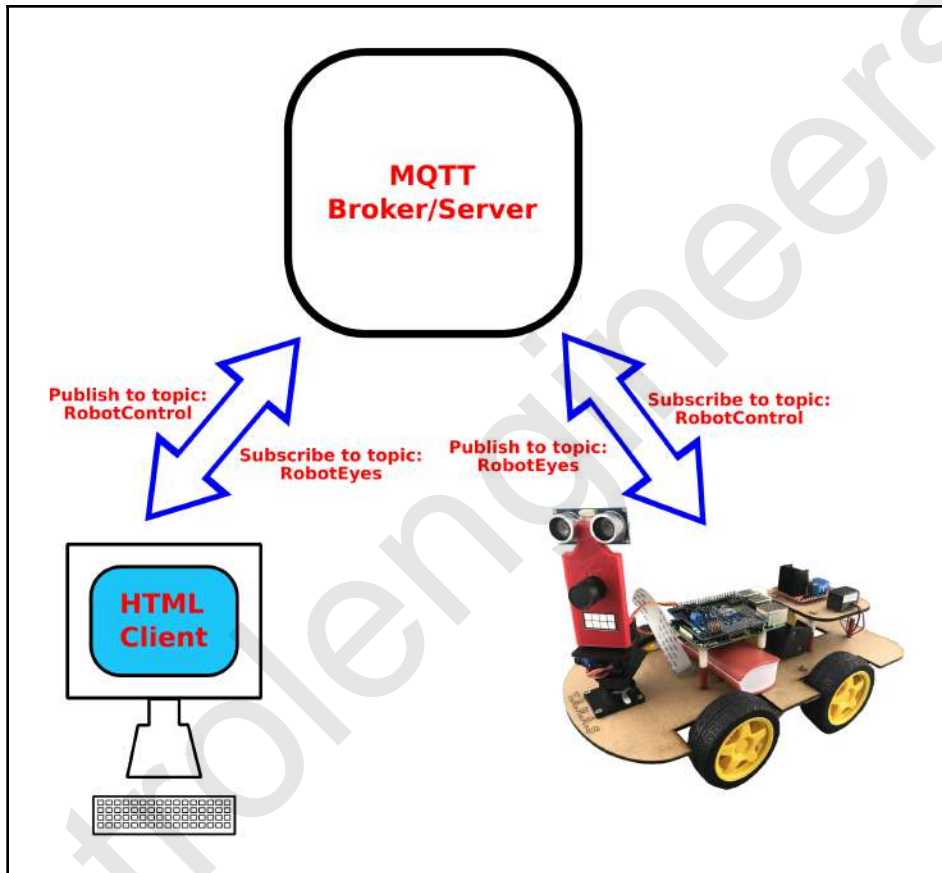 MQTT
Broker/Server
Publish to topic:
RobotControl
Subscribe to topic:
RobotEyes
Publish to topic:
RobotEyes
Subscribe to topic:
RobotControl
HTML
Client
trolengineers